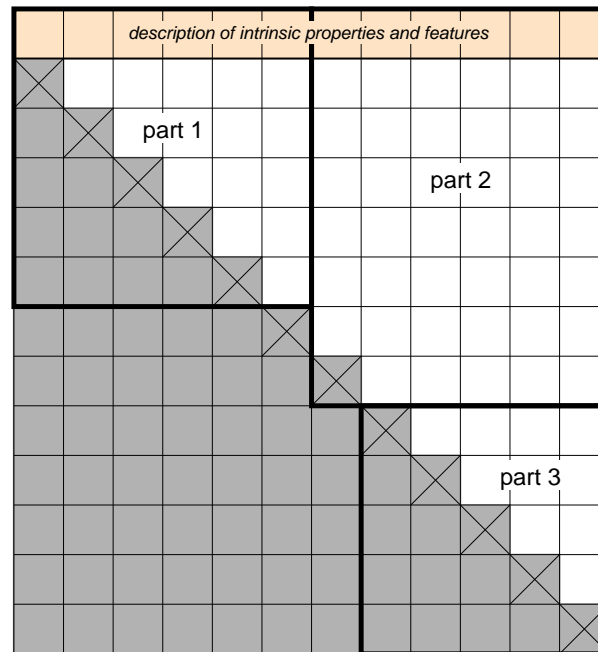 description of intrinsic properties and features
part 1
part 2
part 3